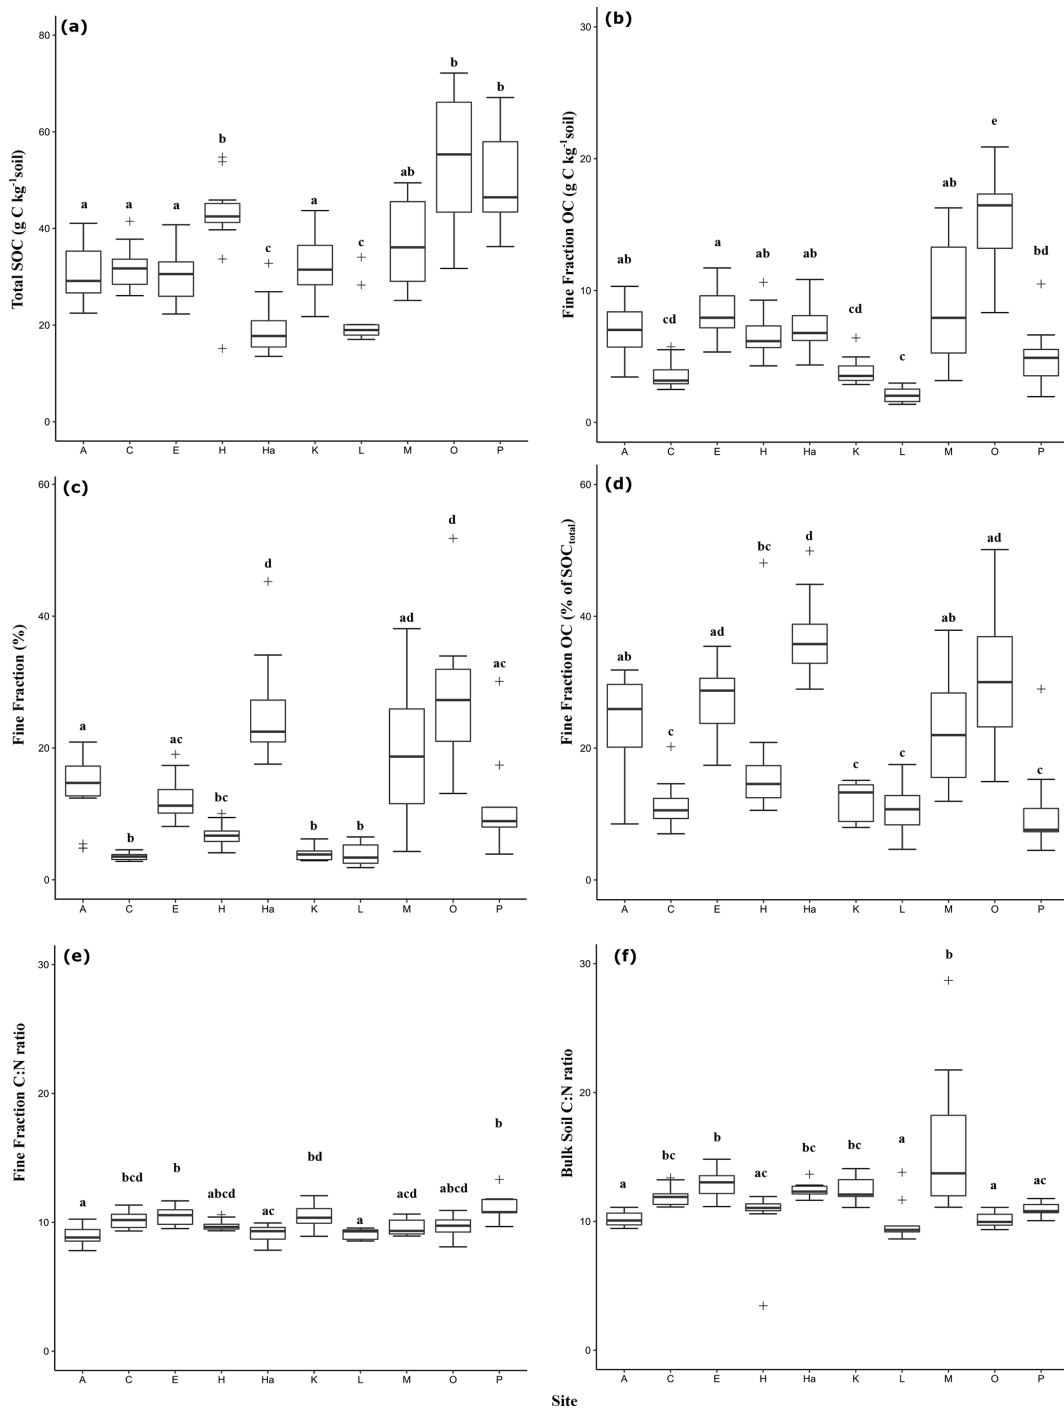 (a)
80
60
40
20
0
Total SOC (g C kg⁻¹soil)
a a a b c a c ab b b
A C E H Ha K L M O P
(b)
30
20
10
0
Fine Fraction OC (g C kg⁻¹soil)
ab cd a ab ab cd c ab e bd
A C E H Ha K L M O P
(c)
60
40
20
0
Fine Fraction (%)
a b ac bc d b b ad d ac
A C E H Ha K L M O P
(d)
60
40
20
0
Fine Fraction OC (% of SOCtotal)
ab c ad bc d c c ab ad c
A C E H Ha K L M O P
(e)
30
20
10
0
Fine Fraction C:N ratio
a bcd b abcd ac bd a acd abcd b
A C E H Ha K L M O P
(f)
30
20
10
0
Bulk Soil C:N ratio
a bc b ac bc bc a b a ac
A C E H Ha K L M O P
Site